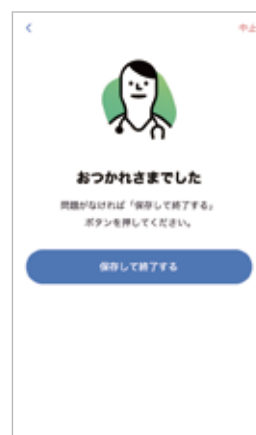 中止
おつかれさまでした
問題がなければ「保存して終了する」
ボタンを押してください。
保存して終了する